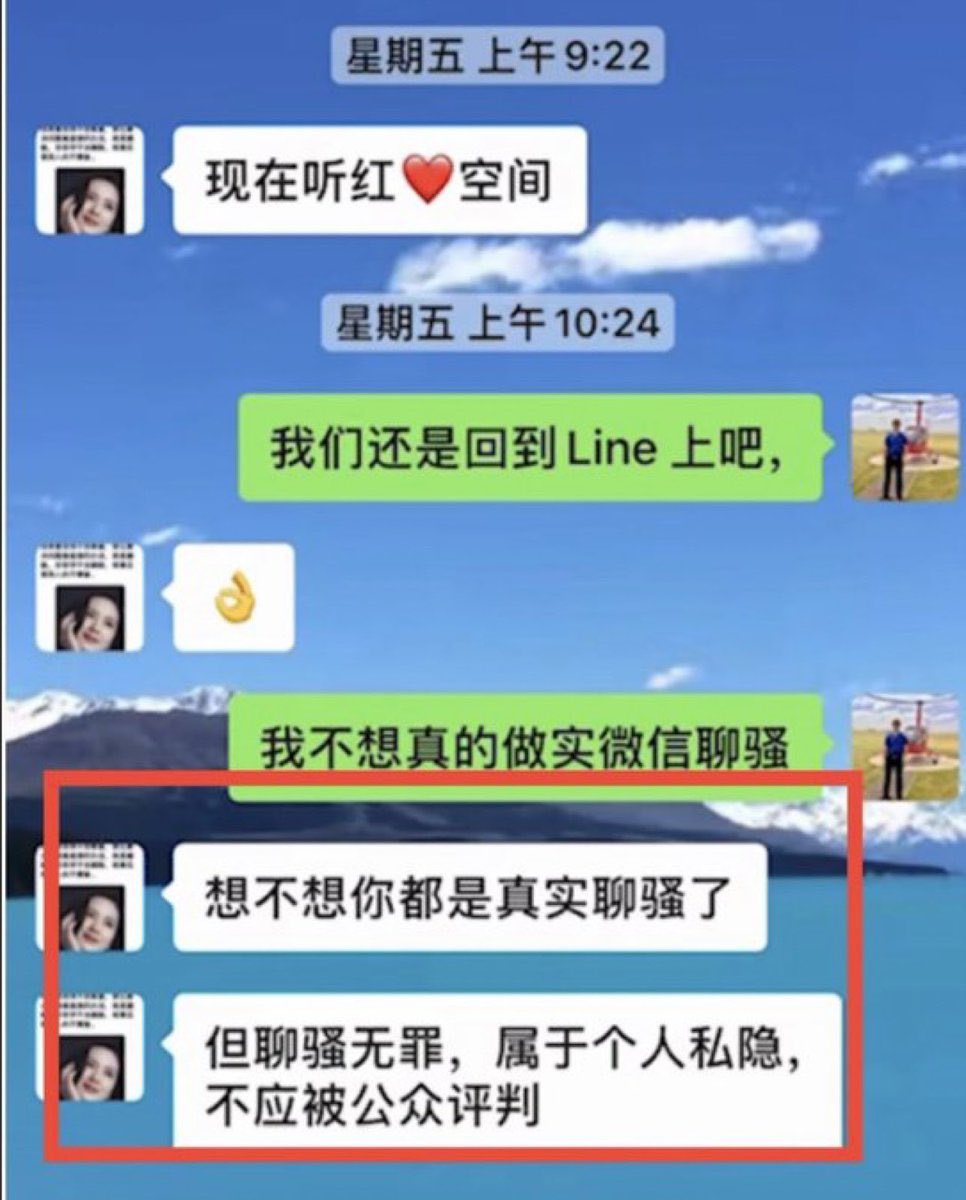 星期五 上午 9:22
现在听红❤️空间
星期五 上午 10:24
我们还是回到 Line 上吧，
👌
我不想真的做实微信聊骚
想不想你都是真实聊骚了
但聊骚无罪，属于个人私隐，
不应被公众评判